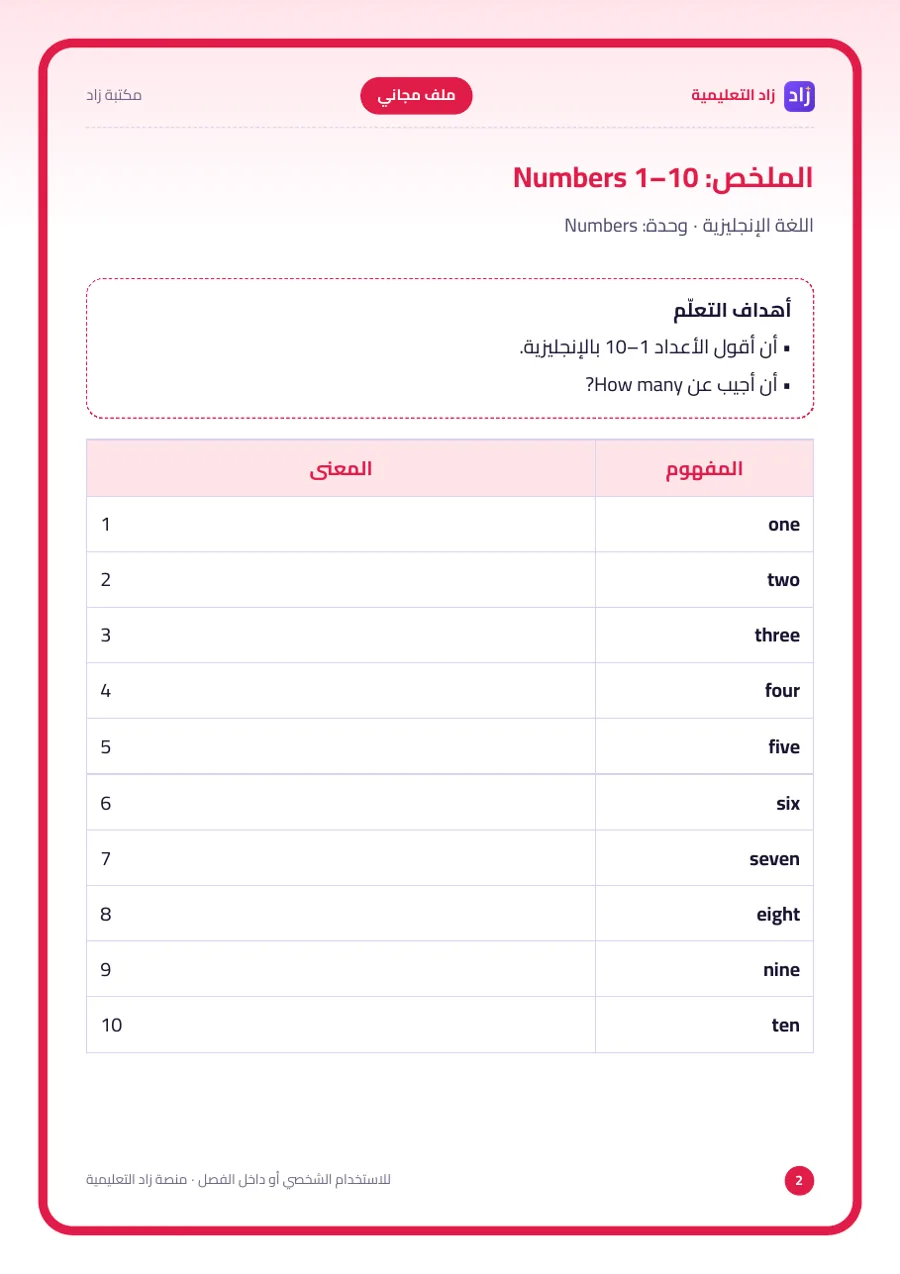 زاد زاد التعليمية
ملف مجاني
مكتبة زاد
الملخص: Numbers 1–10
اللغة الإنجليزية · وحدة: Numbers
أهداف التعلّم
▪ أن أقول الأعداد 1–10 بالإنجليزية.
▪ أن أجيب عن How many?
المفهوم المعنى
one 1
two 2
three 3
four 4
five 5
six 6
seven 7
eight 8
nine 9
ten 10
2
للاستخدام الشخصي أو داخل الفصل · منصة زاد التعليمية